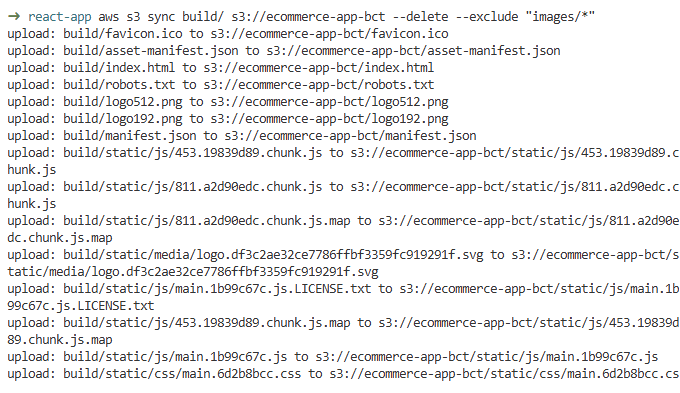 → react-app aws s3 sync build/ s3://ecommerce-app-bct --delete --exclude "images/*"
upload: build/favicon.ico to s3://ecommerce-app-bct/favicon.ico
upload: build/asset-manifest.json to s3://ecommerce-app-bct/asset-manifest.json
upload: build/index.html to s3://ecommerce-app-bct/index.html
upload: build/robots.txt to s3://ecommerce-app-bct/robots.txt
upload: build/logo512.png to s3://ecommerce-app-bct/logo512.png
upload: build/logo192.png to s3://ecommerce-app-bct/logo192.png
upload: build/manifest.json to s3://ecommerce-app-bct/manifest.json
upload: build/static/js/453.19839d89.chunk.js to s3://ecommerce-app-bct/static/js/453.19839d89.c
hunk.js
upload: build/static/js/811.a2d90edc.chunk.js to s3://ecommerce-app-bct/static/js/811.a2d90edc.c
hunk.js
upload: build/static/js/811.a2d90edc.chunk.js.map to s3://ecommerce-app-bct/static/js/811.a2d90e
dc.chunk.js.map
upload: build/static/media/logo.df3c2ae32ce7786ffbf3359fc919291f.svg to s3://ecommerce-app-bct/s
tatic/media/logo.df3c2ae32ce7786ffbf3359fc919291f.svg
upload: build/static/js/main.1b99c67c.js.LICENSE.txt to s3://ecommerce-app-bct/static/js/main.1b
99c67c.js.LICENSE.txt
upload: build/static/js/453.19839d89.chunk.js.map to s3://ecommerce-app-bct/static/js/453.19839d
89.chunk.js.map
upload: build/static/js/main.1b99c67c.js to s3://ecommerce-app-bct/static/js/main.1b99c67c.js
upload: build/static/css/main.6d2b8bcc.css to s3://ecommerce-app-bct/static/css/main.6d2b8bcc.cs